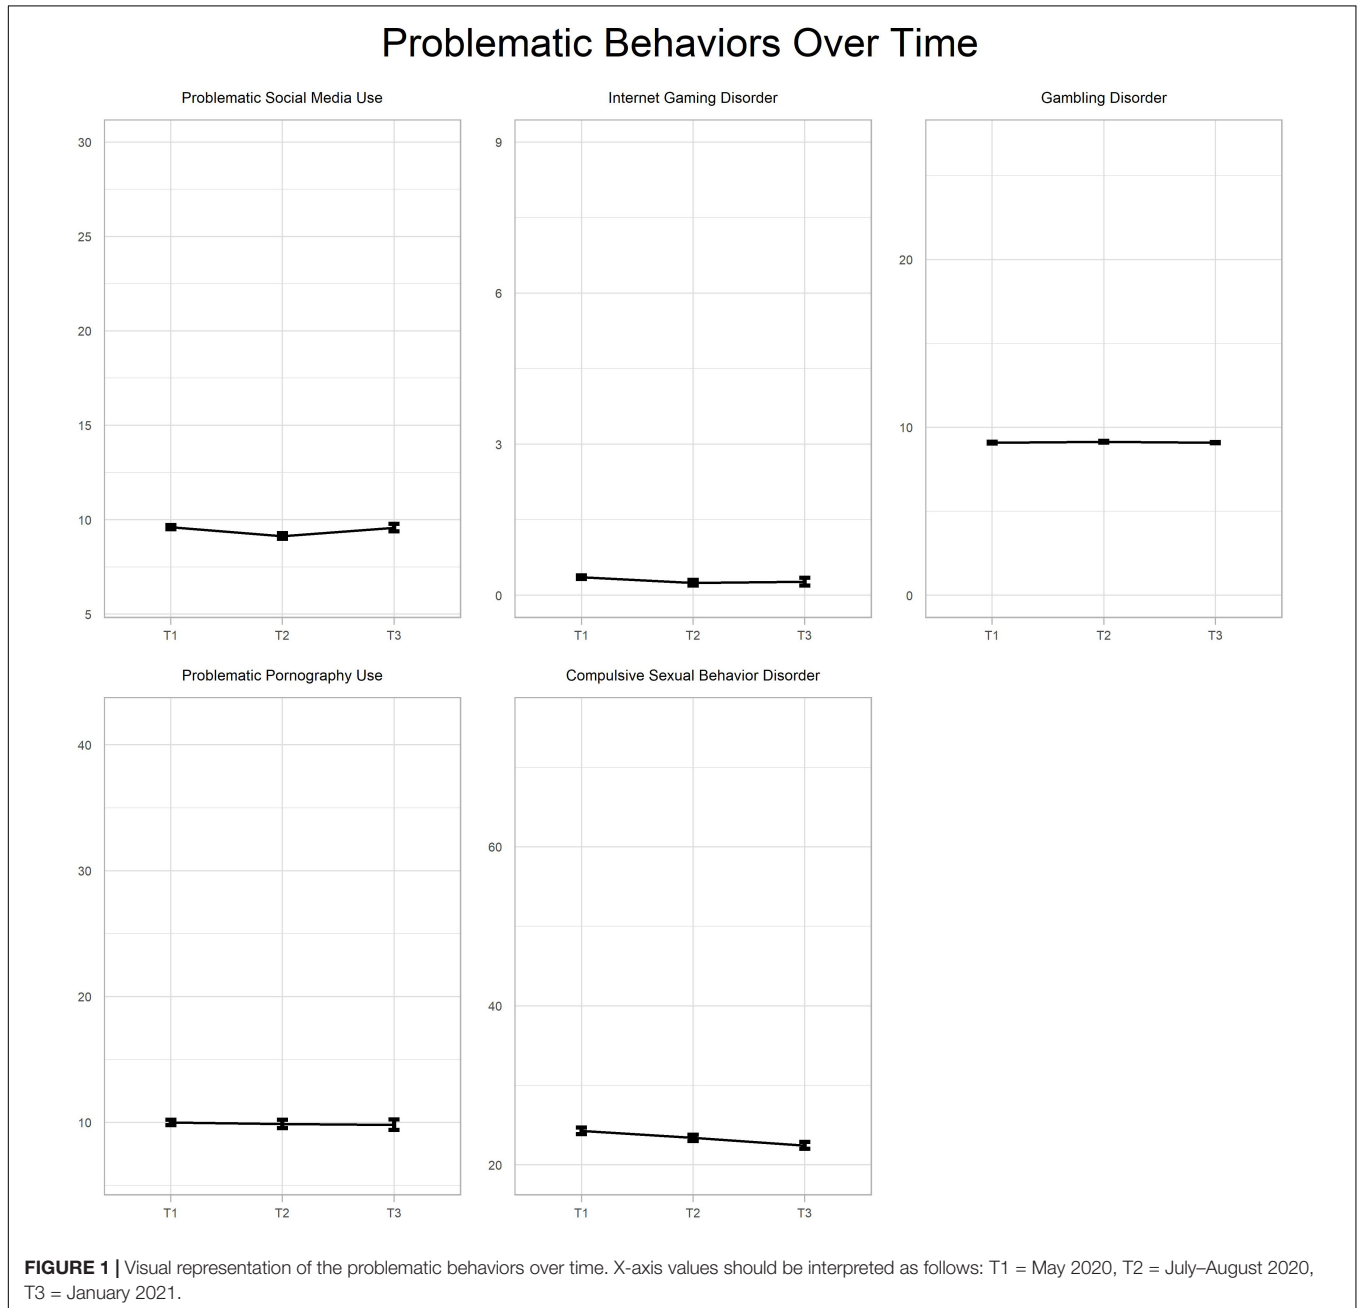 Problematic Behaviors Over Time
Problematic Social Media Use
Internet Gaming Disorder
Gambling Disorder
30
25
20
15
10
5
T1 T2 T3
9
6
3
0
T1 T2 T3
20
10
0
T1 T2 T3
Problematic Pornography Use
Compulsive Sexual Behavior Disorder
40
30
20
10
T1 T2 T3
60
40
20
T1 T2 T3
FIGURE 1 | Visual representation of the problematic behaviors over time. X-axis values should be interpreted as follows: T1 = May 2020, T2 = July–August 2020,
T3 = January 2021.